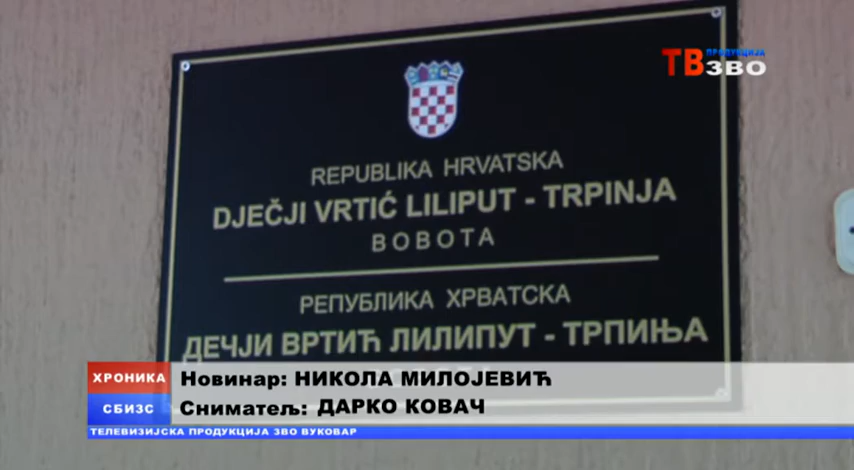 ТВ ПРОДУКЦИЈА
ЗВО
REPUBLIKA HRVATSKA
DJEČJI VRTIĆ LILIPUT - TRPINJA
BOBOTA
РЕПУБЛИКА ХРВАТСКА
ДЕЧЈИ ВРТИЋ ЛИЛИПУТ - ТРПИЊА
ХРОНИКА
Новинар: НИКОЛА МИЛОЈЕВИЋ
СБИЗС
Сниматељ: ДАРКО КОВАЧ
ТЕЛЕВИЗИЈСКА ПРОДУКЦИЈА ЗВО ВУКОВАР